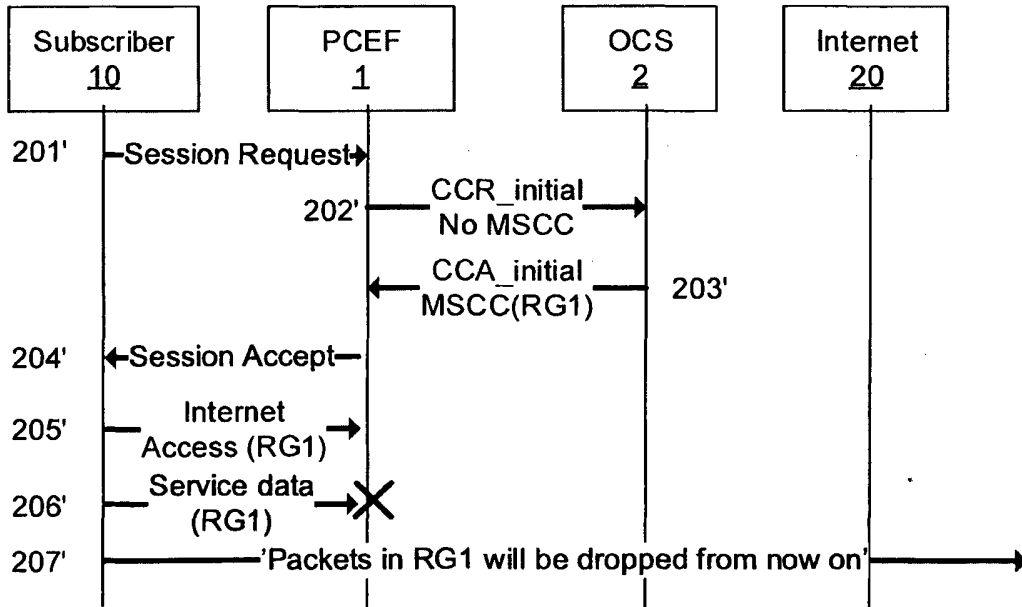 Subscriber
10
PCEF
1
OCS
2
Internet
20
201'
Session Request
202'
CCR_initial
No MSCC
CCA_initial
MSCC(RG1)
203'
204'
Session Accept
205'
Internet
Access (RG1)
206'
Service data
(RG1)
207'
'Packets in RG1 will be dropped from now on'